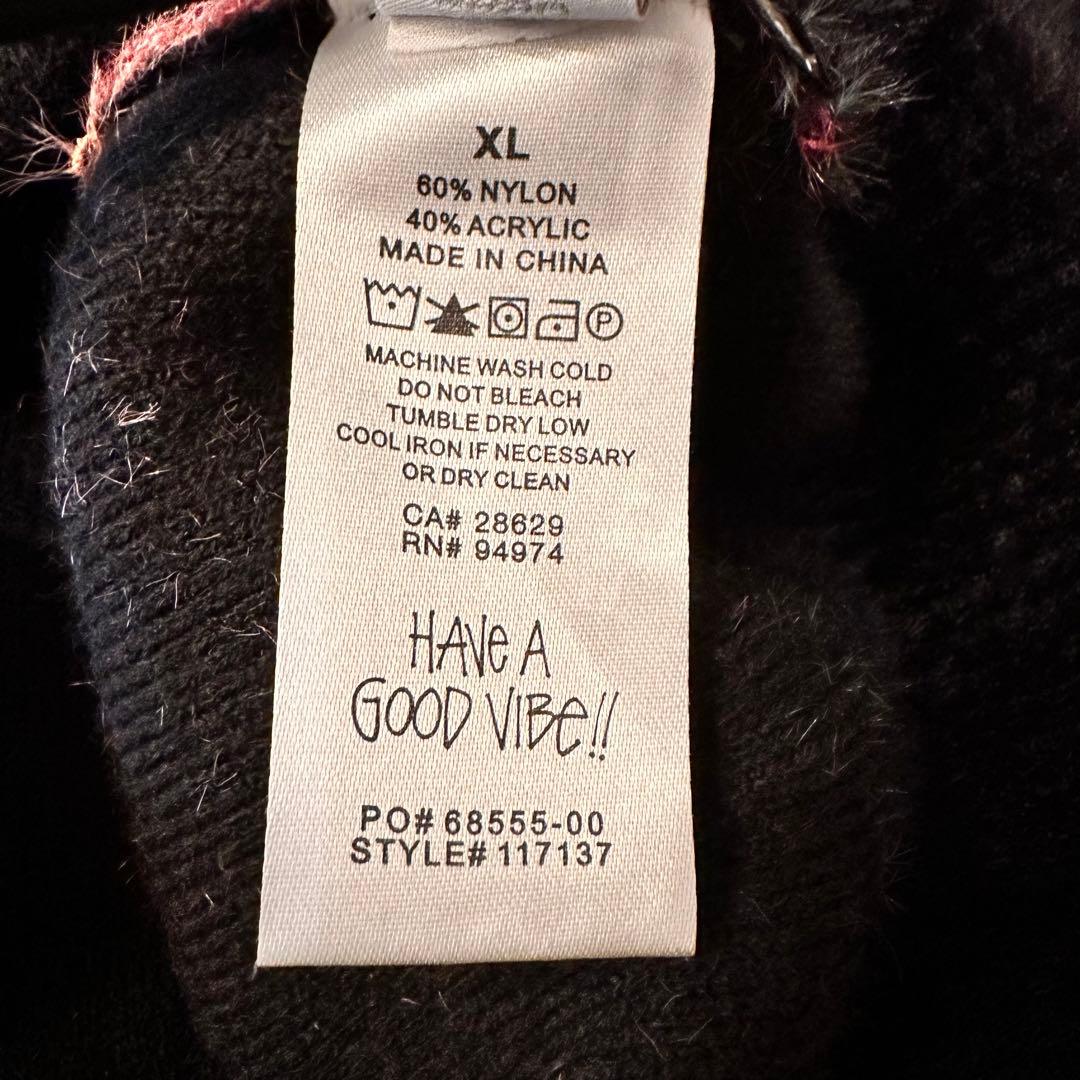 XL
60% NYLON
40% ACRYLIC
MADE IN CHINA
P
MACHINE WASH COLD
DO NOT BLEACH
TUMBLE DRY LOW
COOL IRON IF NECESSARY
OR DRY CLEAN
CA# 28629
RN# 94974
HAVe A
GOOD VIBe!!
PO# 68555-00
STYLE# 117137